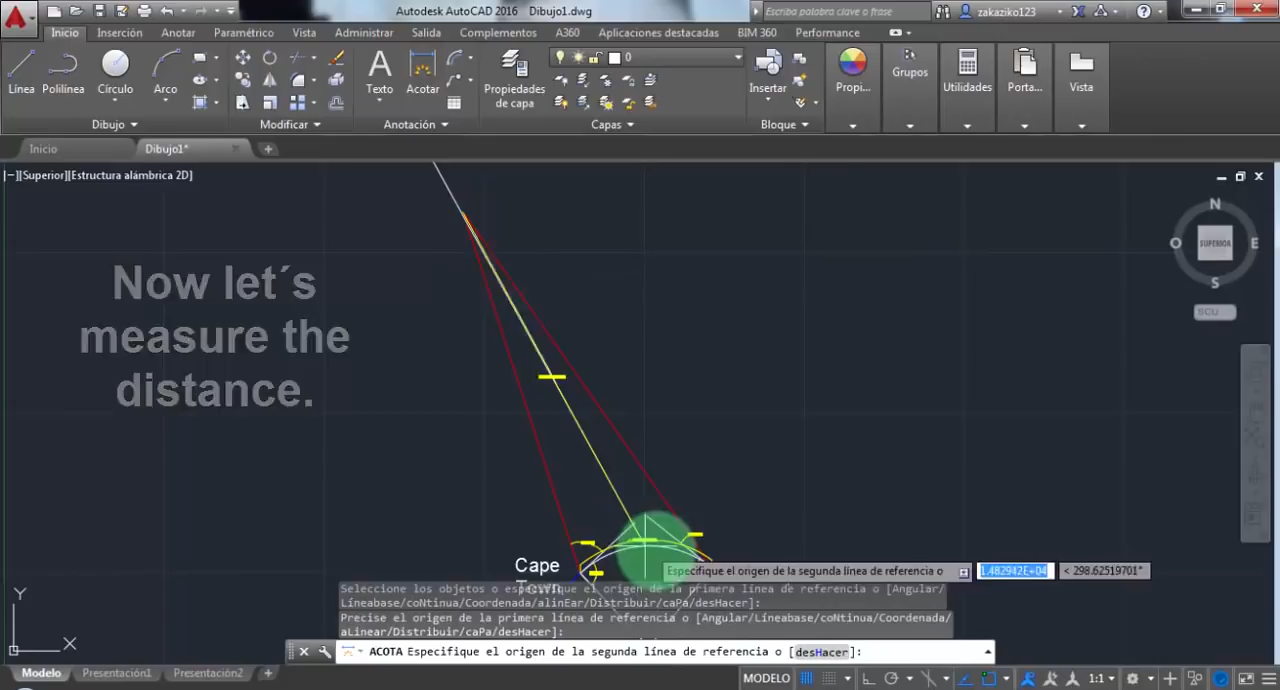 Autodesk AutoCAD 2016 Dibujo1.dwg
Escriba palabra clave o frase
zakaziko123
Inicio Inserción Anotar Paramétrico Vista Administrar Salida Complementos A360 Aplicaciones destacadas BIM 360 Performance
0
Línea Polilínea Círculo Arco
Texto Acotar
Propiedades
de capa
Insertar
Propi... Grupos Utilidades Porta... Vista
Dibujo Modificar Anotación Capas Bloque
Inicio Dibujo1*
[−][Superior][Estructura alámbrica 2D]
N
O SUPERIOR E
S
SCU
Now let´s
measure the
distance.
Cape
Especifique el origen de la segunda línea de referencia o 1.482942E+04 < 298.62519701°
Seleccione los objetos o especifique el origen de la primera línea de referencia o [Angular/
Líneabase/coNtinua/Coordenada/alinEar/Distribuir/caPa/desHacer]:
Precise el origen de la primera línea de referencia o [Angular/Líneabase/coNtinua/Coordenada/
aLinear/Distribuir/caPa/desHacer]:
ACOTA Especifique el origen de la segunda línea de referencia o [desHacer]:
Y
X
Modelo Presentación1 Presentación2
MODELO 1:1